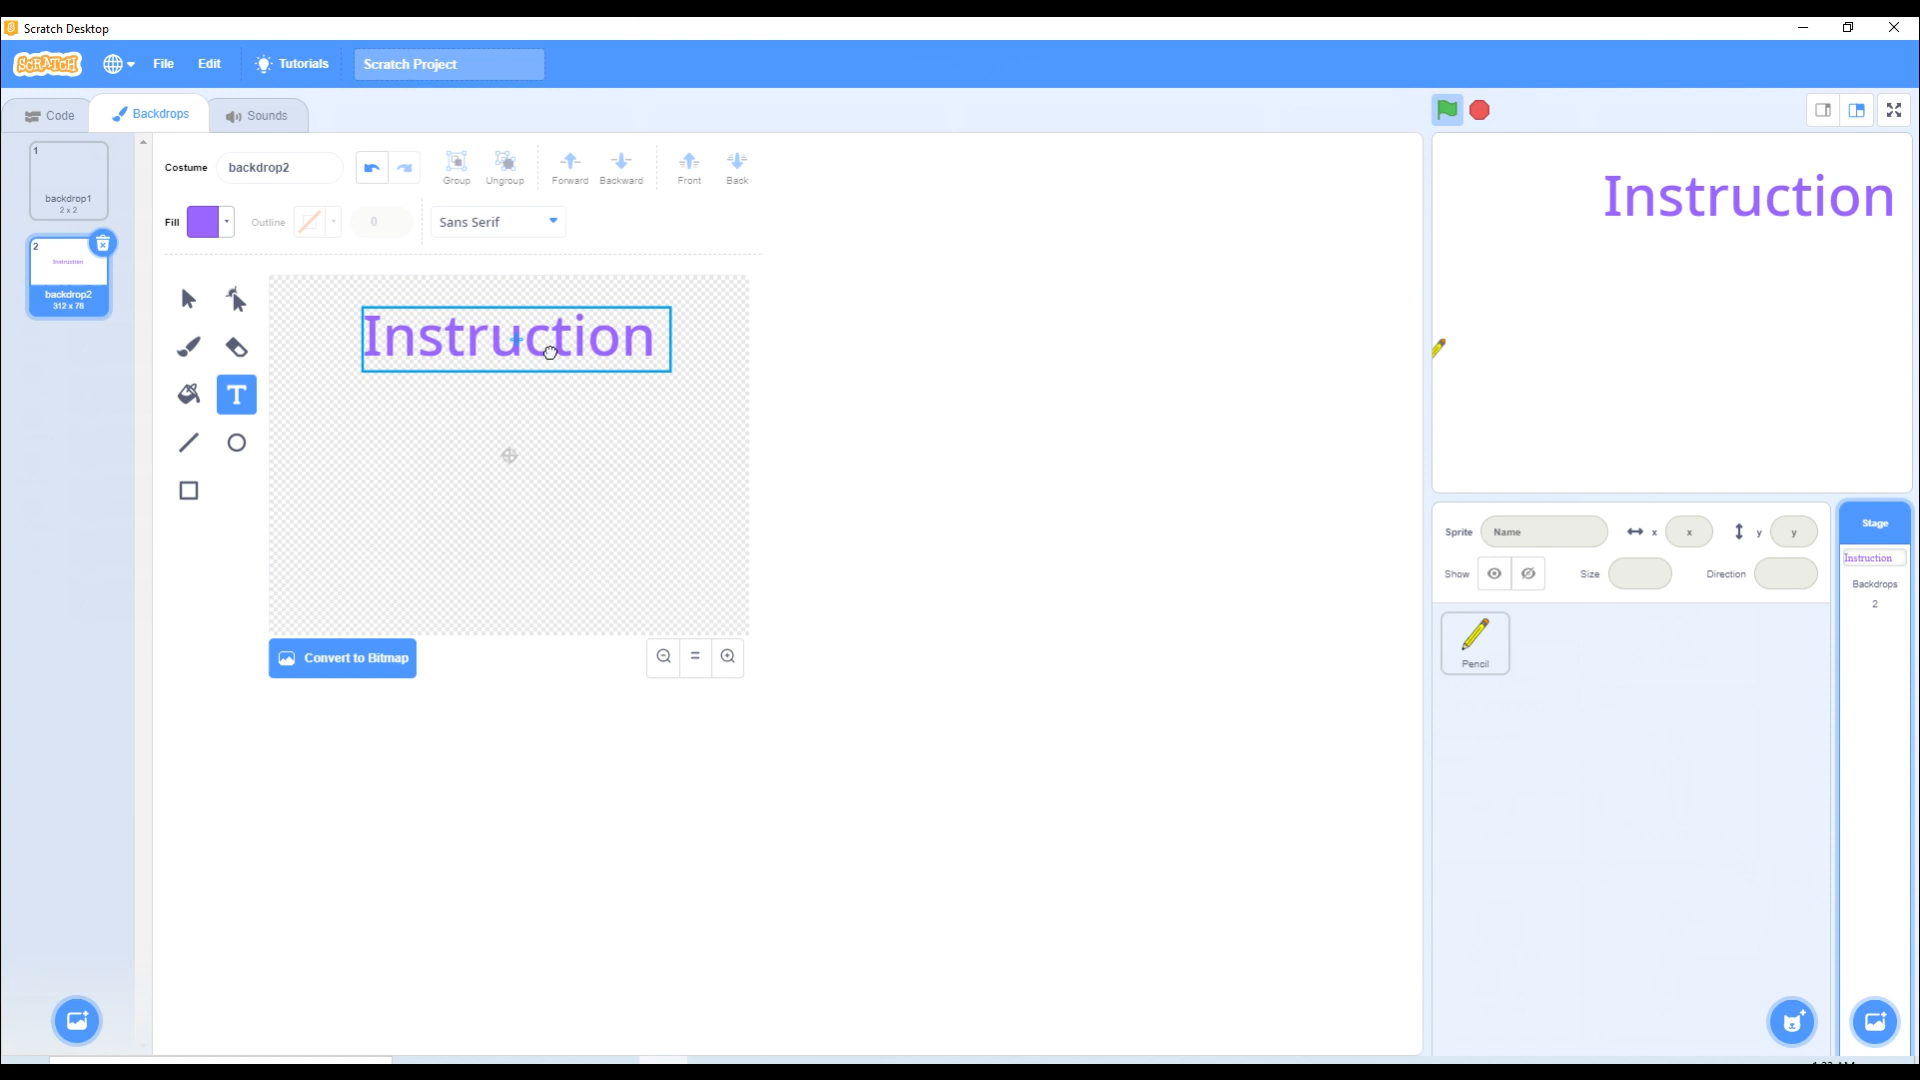 Scratch Desktop
SCRATCH
File
Edit
Tutorials
Scratch Project
Code
Backdrops
Sounds
1
backdrop1
2 x 2
2
Instruction
backdrop2
312 x 78
Costume
backdrop2
Group
Ungroup
Forward
Backward
Front
Back
Fill
Outline
0
Sans Serif
T
Instruction
Convert to Bitmap
Instruction
Sprite
Name
x
x
y
y
Show
Size
Direction
Pencil
Stage
Instruction
Backdrops
2